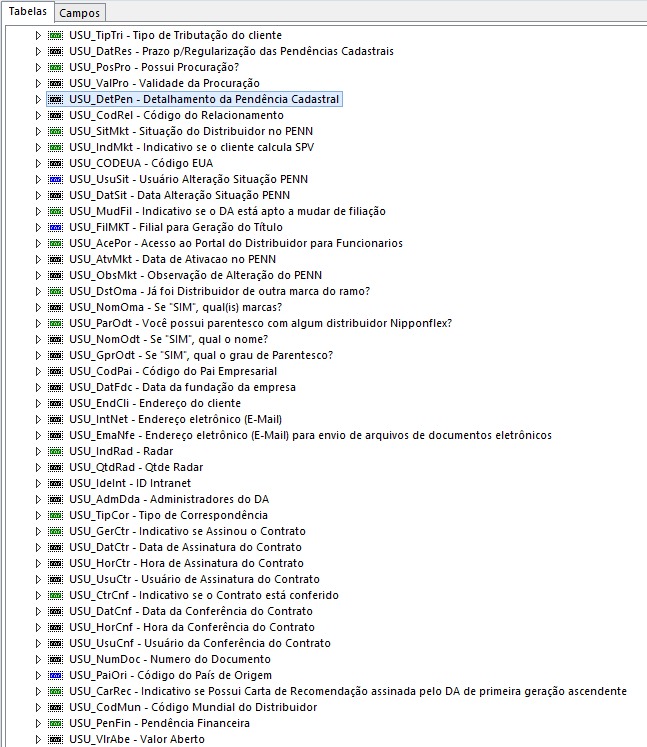 Tabelas Campos
USU_TipTri - Tipo de Tributação do cliente
USU_DatRes - Prazo p/Regularização das Pendências Cadastrais
USU_PosPro - Possui Procuração?
USU_ValPro - Validade da Procuração
USU_DetPen - Detalhamento da Pendência Cadastral
USU_CodRel - Código do Relacionamento
USU_SitMkt - Situação do Distribuidor no PENN
USU_IndMkt - Indicativo se o cliente calcula SPV
USU_CODEUA - Código EUA
USU_UsuSit - Usuário Alteração Situação PENN
USU_DatSit - Data Alteração Situação PENN
USU_MudFil - Indicativo se o DA está apto a mudar de filiação
USU_FilMKT - Filial para Geração do Título
USU_AcePor - Acesso ao Portal do Distribuidor para Funcionarios
USU_AtvMkt - Data de Ativacao no PENN
USU_ObsMkt - Observação de Alteração do PENN
USU_DstOma - Já foi Distribuidor de outra marca do ramo?
USU_NomOma - Se "SIM", qual(is) marcas?
USU_ParOdt - Você possui parentesco com algum distribuidor Nipponflex?
USU_NomOdt - Se "SIM", qual o nome?
USU_GprOdt - Se "SIM", qual o grau de Parentesco?
USU_CodPai - Código do Pai Empresarial
USU_DatFdc - Data da fundação da empresa
USU_EndCli - Endereço do cliente
USU_IntNet - Endereço eletrônico (E-Mail)
USU_EmaNfe - Endereço eletrônico (E-Mail) para envio de arquivos de documentos eletrônicos
USU_IndRad - Radar
USU_QtdRad - Qtde Radar
USU_IdeInt - ID Intranet
USU_AdmDda - Administradores do DA
USU_TipCor - Tipo de Correspondência
USU_GerCtr - Indicativo se Assinou o Contrato
USU_DatCtr - Data de Assinatura do Contrato
USU_HorCtr - Hora de Assinatura do Contrato
USU_UsuCtr - Usuário de Assinatura do Contrato
USU_CtrCnf - Indicativo se o Contrato está conferido
USU_DatCnf - Data da Conferência do Contrato
USU_HorCnf - Hora da Conferência do Contrato
USU_UsuCnf - Usuário da Conferência do Contrato
USU_NumDoc - Numero do Documento
USU_PaiOri - Código do País de Origem
USU_CarRec - Indicativo se Possui Carta de Recomendação assinada pelo DA de primeira geração ascendente
USU_CodMun - Código Mundial do Distribuidor
USU_PenFin - Pendência Financeira
USU_VlrAbe - Valor Aberto